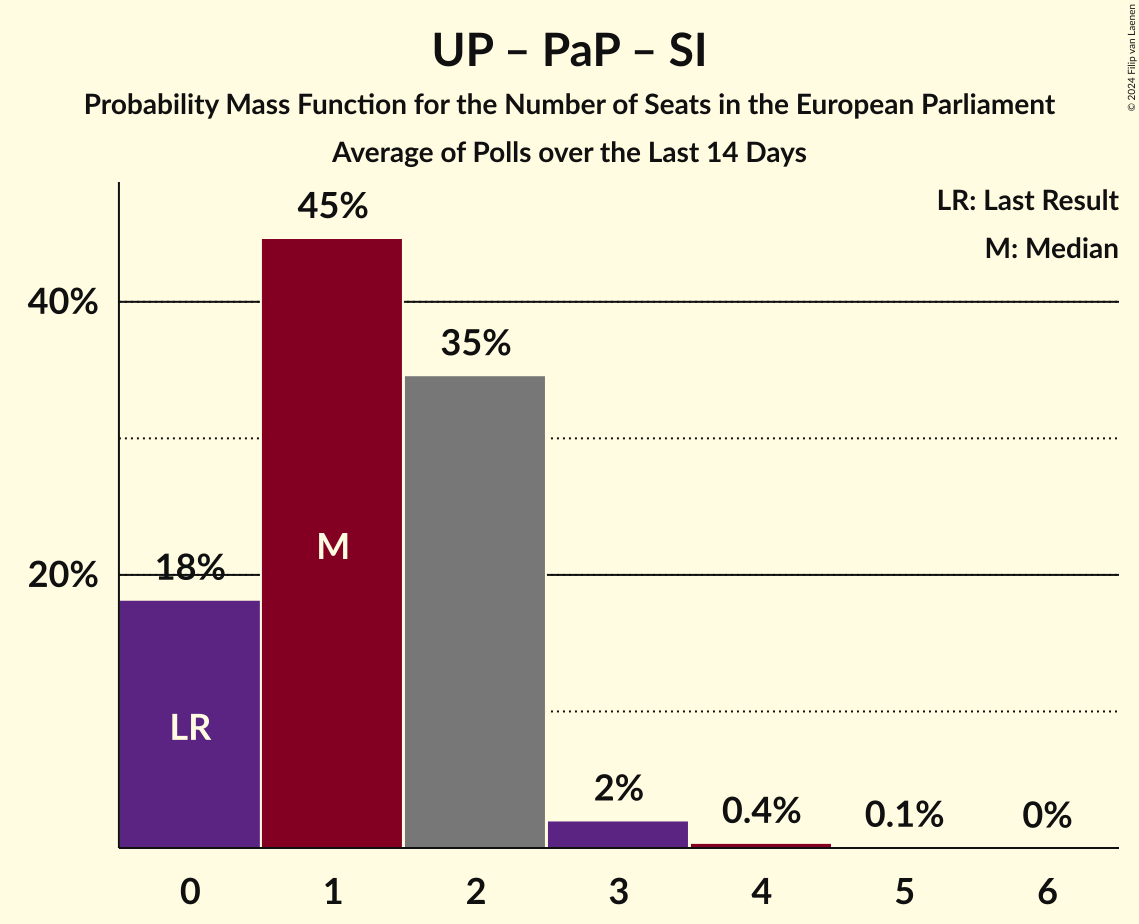 UP – PaP – SI
Probability Mass Function for the Number of Seats in the European Parliament
Average of Polls over the Last 14 Days
© 2024 Filip van Laenen
LR: Last Result
M: Median
45%
40%
35%
M
20%
18%
LR
2%
0.4%
0.1%
0%
0 1 2 3 4 5 6